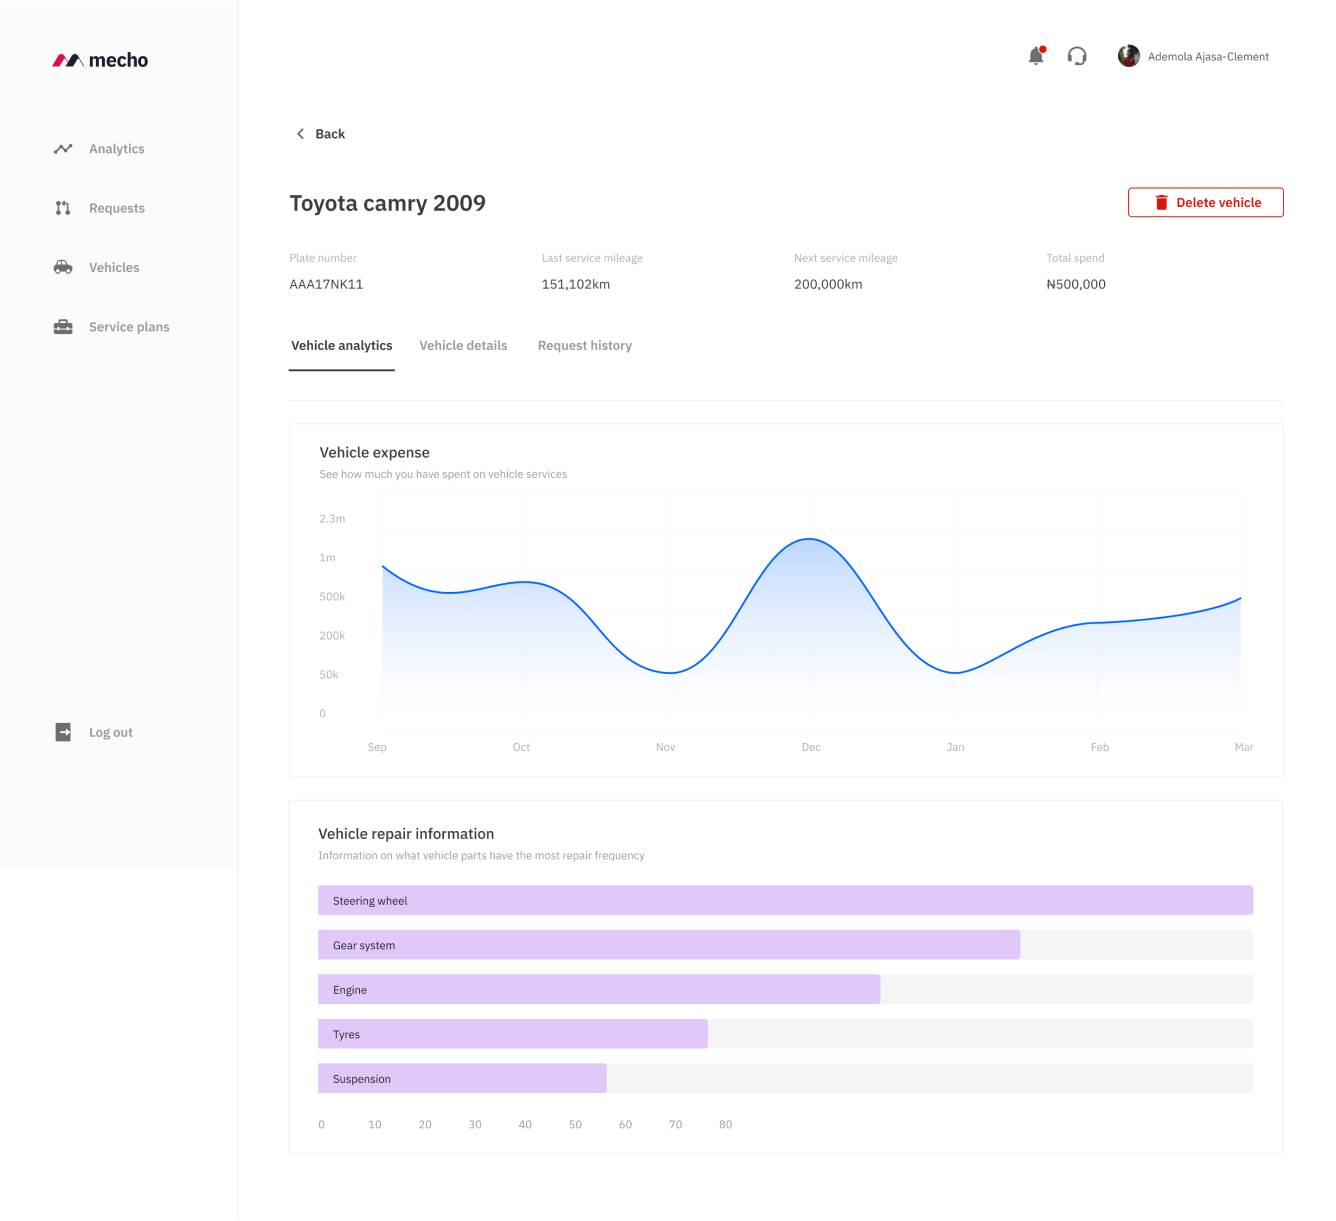 mecho
Ademola Ajasa-Clement
Analytics
Requests
Vehicles
Service plans
Log out
Back
Toyota camry 2009
Delete vehicle
Plate number
AAA17NK11
Last service mileage
151,102km
Next service mileage
200,000km
Total spend
₦500,000
Vehicle analytics
Vehicle details
Request history
Vehicle expense
See how much you have spent on vehicle services
2.3m
1m
500k
200k
50k
0
Sep Oct Nov Dec Jan Feb Mar
Vehicle repair information
Information on what vehicle parts have the most repair frequency
Steering wheel
Gear system
Engine
Tyres
Suspension
0 10 20 30 40 50 60 70 80